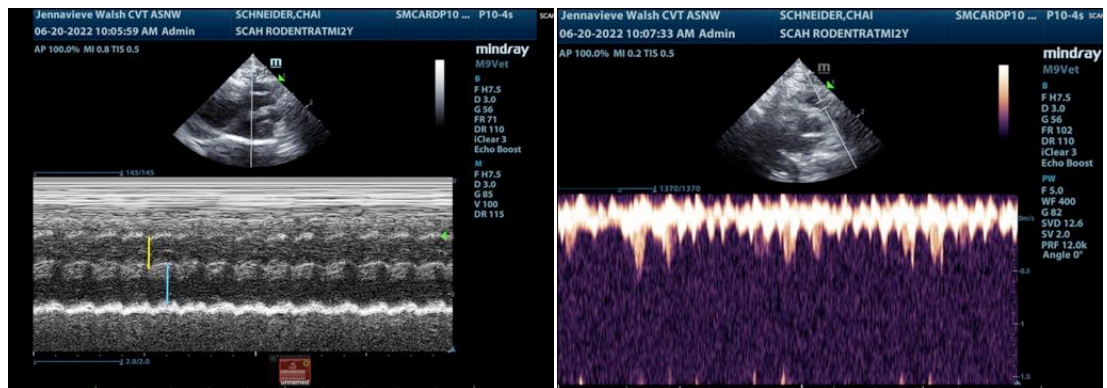 Jennavieve Walsh CVT ASNW SCHNEIDER,CHAI SMCARDP10 ... P10-4s SCA
06-20-2022 10:05:59 AM Admin SCAH RODENTRATMI2Y
AP 100.0% MI 0.8 TIS 0.5
mindray
M9Vet
m
B
F H7.5
D 3.0
G 56
FR 71
DR 110
iClear 3
Echo Boost
M
F H7.5
D 3.0
G 85
V 100
DR 115
2
145/145
2.0/2.0
unnamed
Jennavieve Walsh CVT ASNW SCHNEIDER,CHAI SMCARDP10 ... P10-4s SCA
06-20-2022 10:07:33 AM Admin SCAH RODENTRATMI2Y
AP 100.0% MI 0.2 TIS 0.5
mindray
M9Vet
m
B
F H7.5
D 3.0
G 56
FR 102
DR 110
iClear 3
Echo Boost
PW
F 5.0
WF 400
G 82
SVD 12.6
SV 2.0
PRF 12.0k
Angle 0°
2
1370/1370
0m/s
-0.5
-1
-1.5